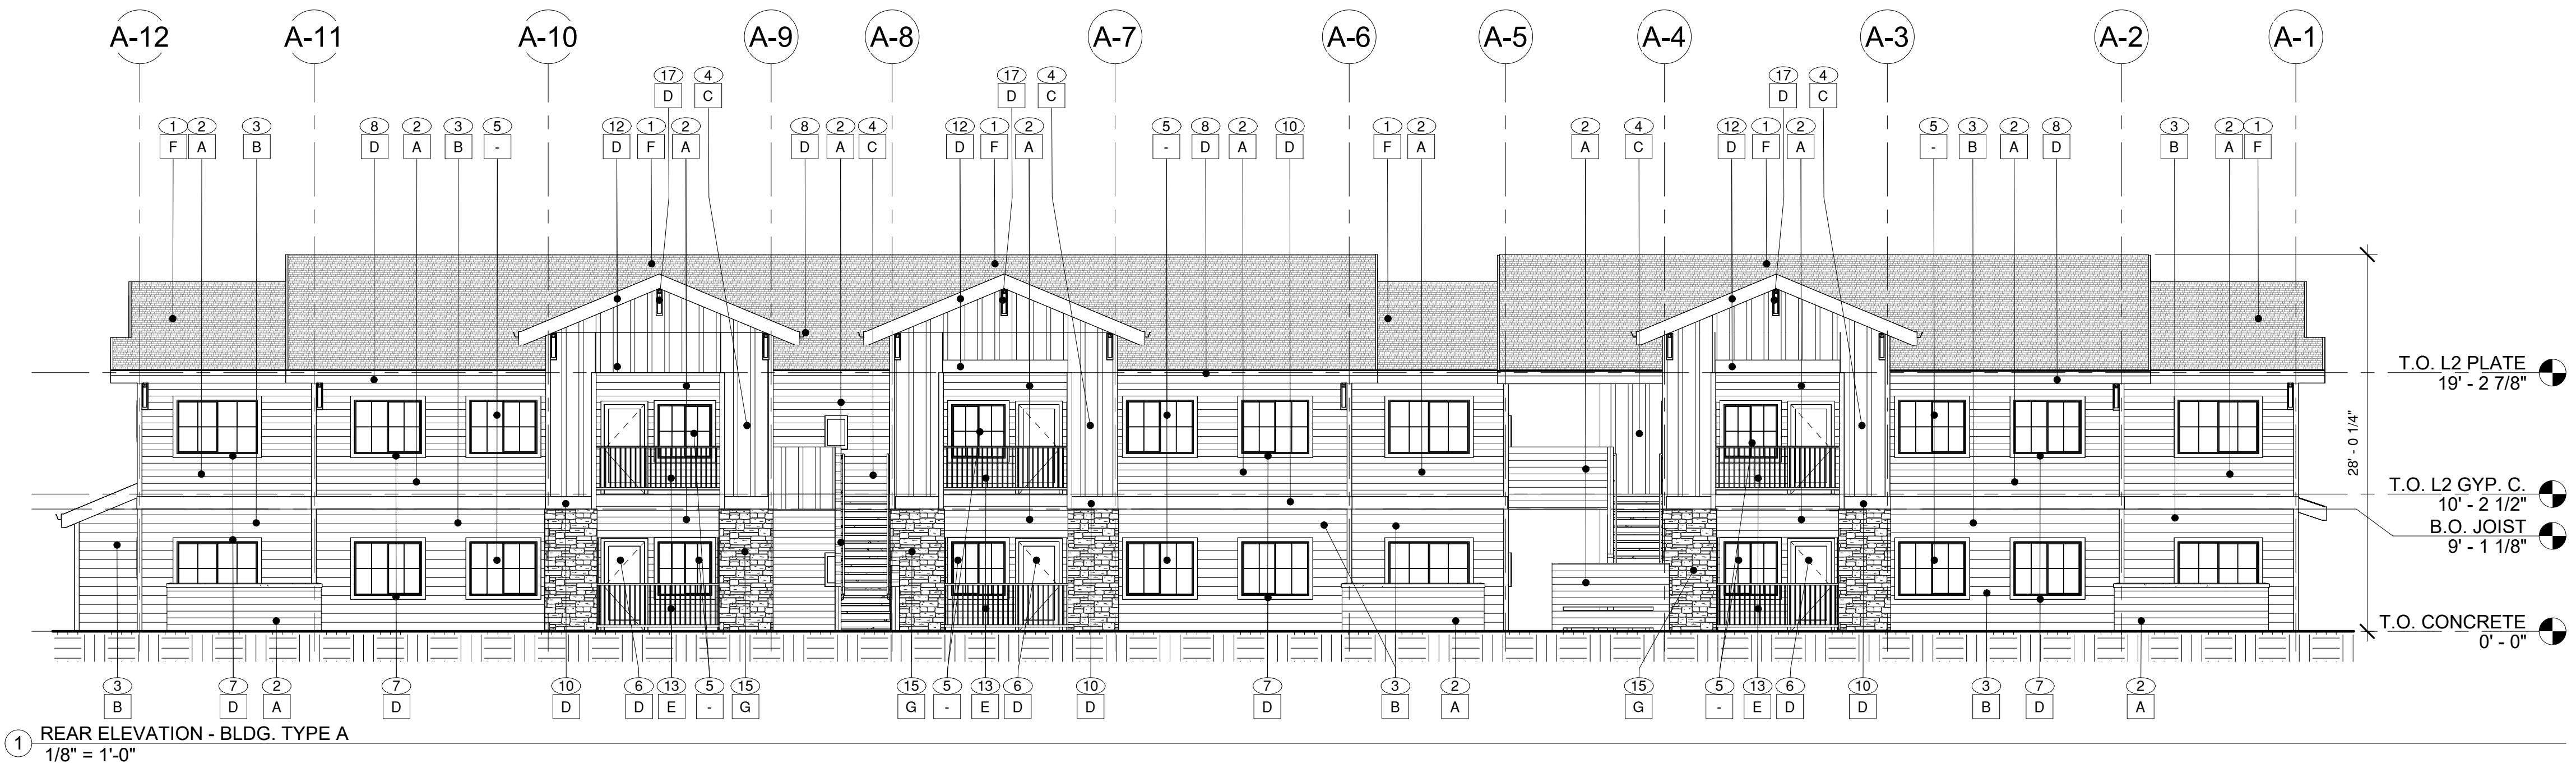 A-12 A-11 A-10 A-9 A-8 A-7 A-6 A-5 A-4 A-3 A-2 A-1
17 4 17 4 17 4
D C D C D C
1 2 3 8 2 3 5 12 1 2 8 2 4 12 1 2 5 8 2 10 1 2 2 4 12 1 2 5 3 2 8 3 2 1
F A B D A B - D F A D A C D F A - D A D F A A C D F A - B A D B A F
28' - 0 1/4"
T.O. L2 PLATE
19' - 2 7/8"
T.O. L2 GYP. C.
10' - 2 1/2"
B.O. JOIST
9' - 1 1/8"
T.O. CONCRETE
0' - 0"
3 7 2 7 10 6 13 5 15 15 5 13 6 10 7 3 2 15 5 13 6 10 3 7 2
B D A D D D E - G G - E D D D B A G - E D D B D A
1 REAR ELEVATION - BLDG. TYPE A
1/8" = 1'-0"